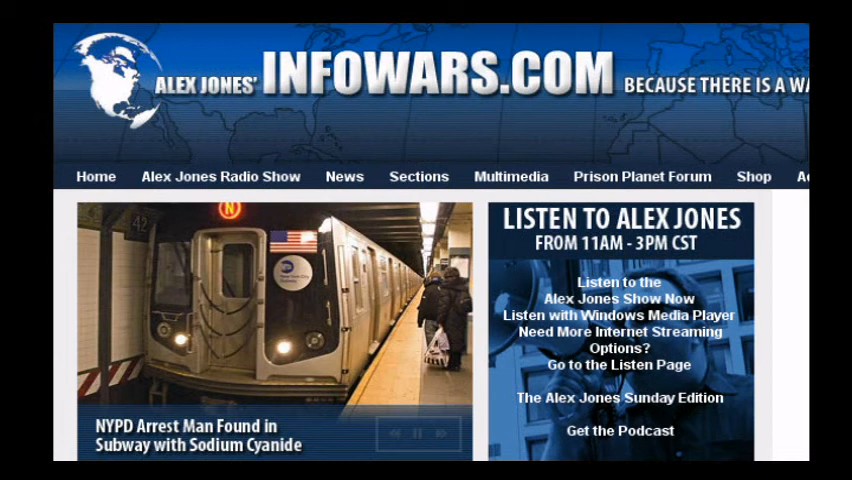 ALEX JONES' INFOWARS.COM BECAUSE THERE IS A WA
Home Alex Jones Radio Show News Sections Multimedia Prison Planet Forum Shop
N
42
LISTEN TO ALEX JONES
FROM 11AM - 3PM CST
Listen to the
Alex Jones Show Now
Listen with Windows Media Player
Need More Internet Streaming
Options?
Go to the Listen Page
The Alex Jones Sunday Edition
Get the Podcast
NYPD Arrest Man Found in
Subway with Sodium Cyanide